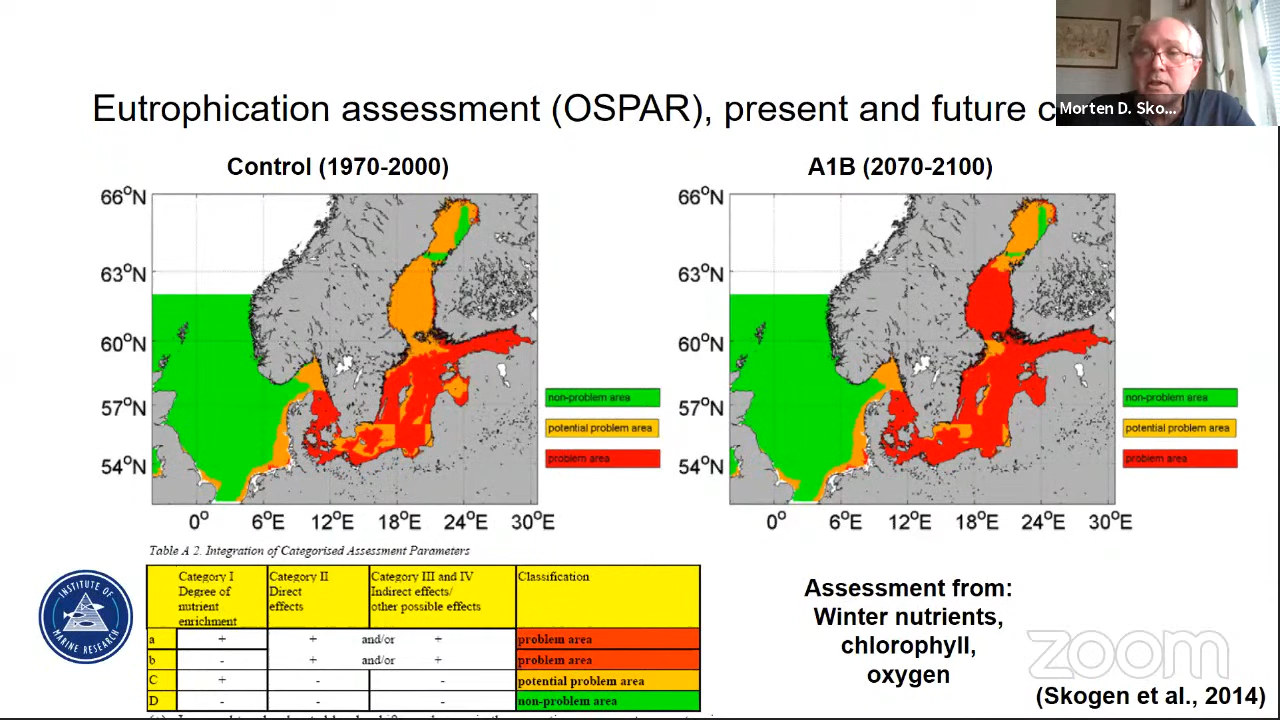 Morten D. Sko...
Eutrophication assessment (OSPAR), present and future c
Control (1970-2000)
A1B (2070-2100)
66°N
63°N
60°N
57°N
54°N
0°
6°E
12°E
18°E
24°E
30°E
non-problem area
potential problem area
problem area
66°N
63°N
60°N
57°N
54°N
0°
6°E
12°E
18°E
24°E
30°E
non-problem area
potential problem area
problem area
Table A 2. Integration of Categorised Assessment Parameters
Category I
Degree of
nutrient
enrichment
Category II
Direct
effects
Category III and IV
Indirect effects/
other possible effects
Classification
a + + and/or + problem area
b - + and/or + problem area
C + - - potential problem area
D - - - non-problem area
INSTITUTE OF
MARINE RESEARCH
Assessment from:
Winter nutrients,
chlorophyll,
oxygen
zoom
(Skogen et al., 2014)